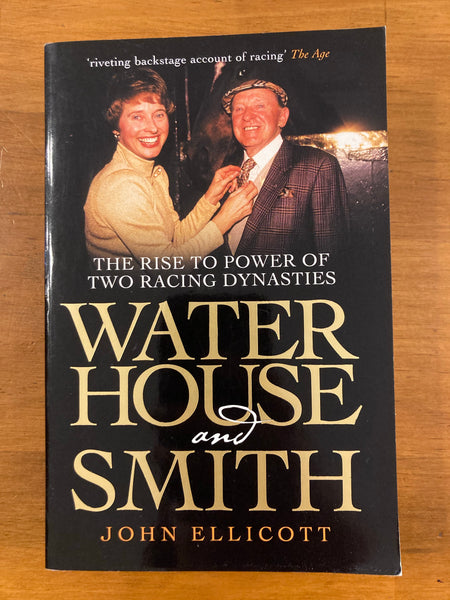 'riveting backstage account of racing' The Age
THE RISE TO POWER OF
TWO RACING DYNASTIES
WATER
HOUSE
and
SMITH
JOHN ELLICOTT